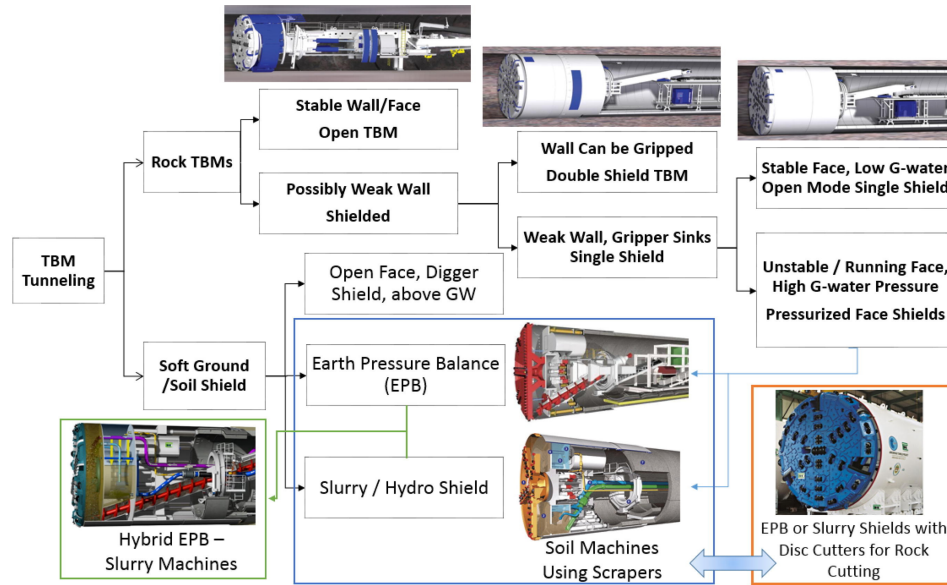 Stable Wall/Face
Open TBM
Rock TBMs
Possibly Weak Wall
Shielded
Wall Can be Gripped
Double Shield TBM
Weak Wall, Gripper Sinks
Single Shield
Stable Face, Low G-water
Open Mode Single Shield
Unstable / Running Face,
High G-water Pressure
Pressurized Face Shields
TBM
Tunneling
Open Face, Digger
Shield, above GW
Soft Ground
/Soil Shield
Earth Pressure Balance
(EPB)
Slurry / Hydro Shield
Hybrid EPB –
Slurry Machines
Soil Machines
Using Scrapers
EPB or Slurry Shields with
Disc Cutters for Rock
Cutting